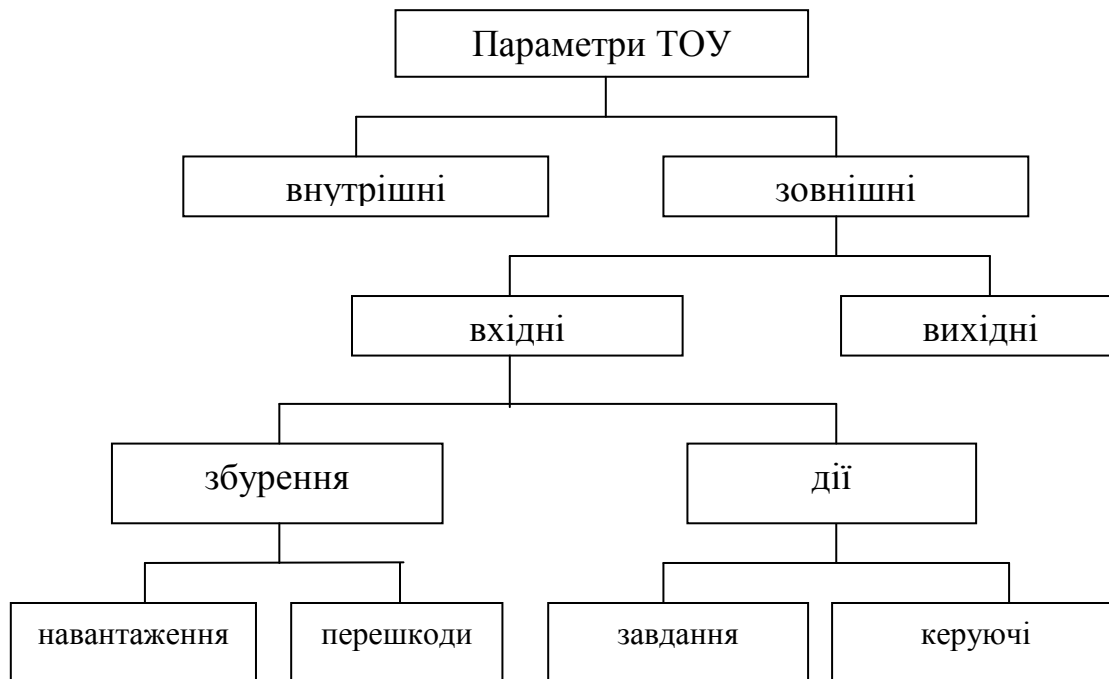 Параметри ТОУ
внутрішні
зовнішні
вхідні
вихідні
збурення
дії
навантаження
перешкоди
завдання
керуючі